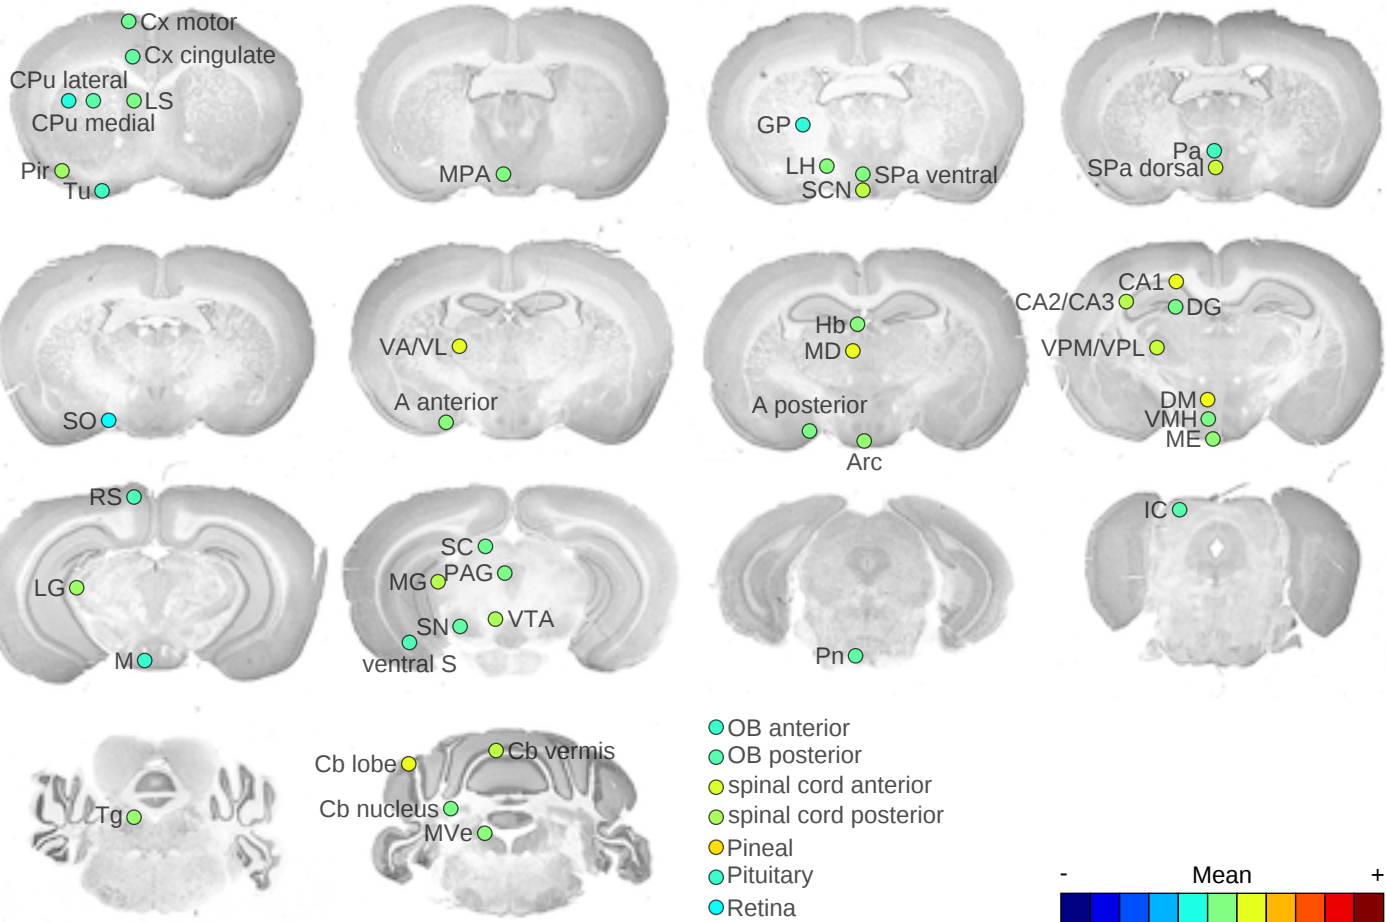 Cx motor
Cx cingulate
CPu lateral
LS
CPu medial
Pir
Tu
MPA
GP
LH
SPa ventral
SCN
Pa
SPa dorsal
SO
VA/VL
A anterior
Hb
MD
A posterior
Arc
CA1
CA2/CA3
DG
VPM/VPL
DM
VMH
ME
RS
LG
M
SC
MG
PAG
SN
VTA
ventral S
Pn
IC
Tg
Cb lobe
Cb vermis
Cb nucleus
MVe
OB anterior
OB posterior
spinal cord anterior
spinal cord posterior
Pineal
Pituitary
Retina
- Mean +